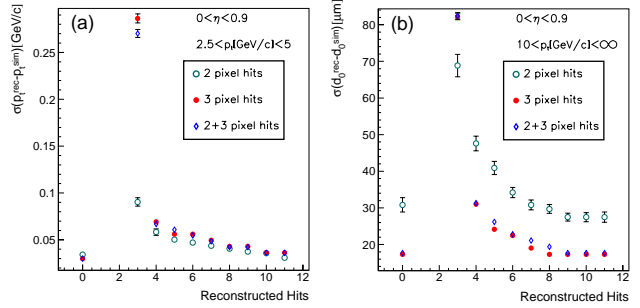 σ(p_t^rec-p_t^sim)[GeV/c]
(a)
0<η<0.9
2.5<p_t[GeV/c]<5
2 pixel hits
3 pixel hits
2+3 pixel hits
0.25
0.2
0.15
0.1
0.05
0 2 4 6 8 10 12
Reconstructed Hits
σ(d_0^rec-d_0^sim)[μm]
(b)
0<η<0.9
10<p_t[GeV/c]<∞
2 pixel hits
3 pixel hits
2+3 pixel hits
80
70
60
50
40
30
20
0 2 4 6 8 10 12
Reconstructed Hits